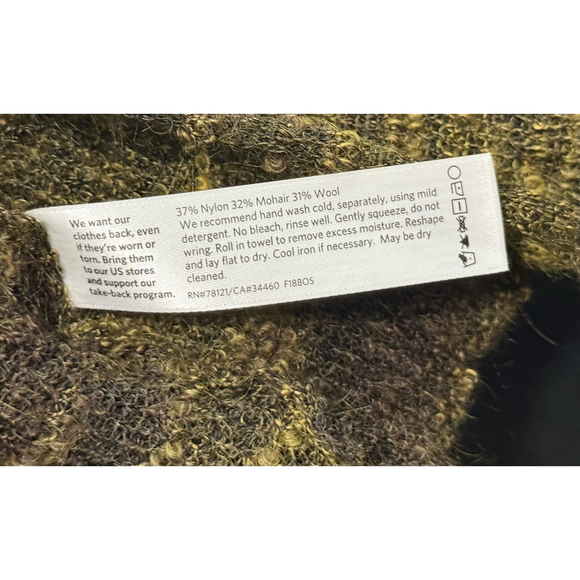 We want our
clothes back, even
if they're worn or
torn. Bring them
to our US stores
and support our
take-back program.
37% Nylon 32% Mohair 31% Wool
We recommend hand wash cold, separately, using mild
detergent. No bleach, rinse well. Gently squeeze, do not
wring. Roll in towel to remove excess moisture. Reshape
and lay flat to dry. Cool iron if necessary. May be dry
cleaned.
RN#78121/CA#34460 F18BOS